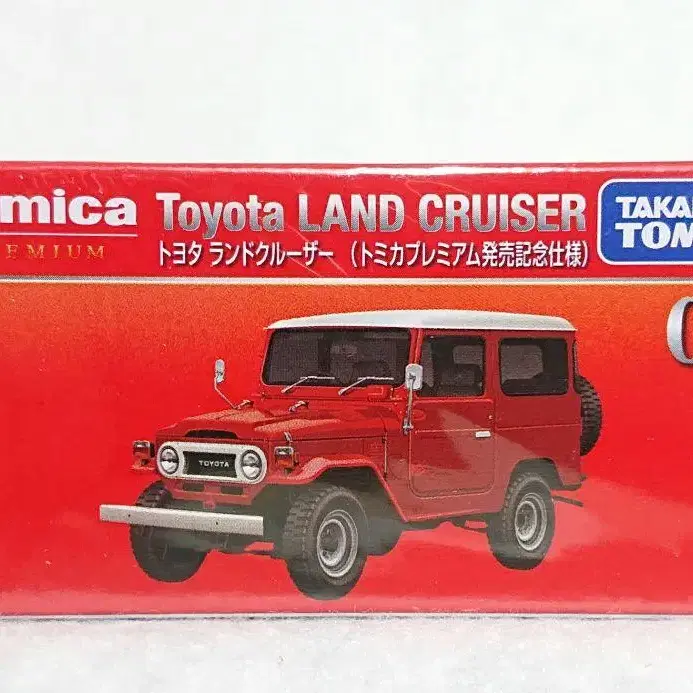 mica
EMIUM
Toyota LAND CRUISER
トヨタ ランドクルーザー (トミカプレミアム発売記念仕様)
TAKA
TOM
TOYOTA